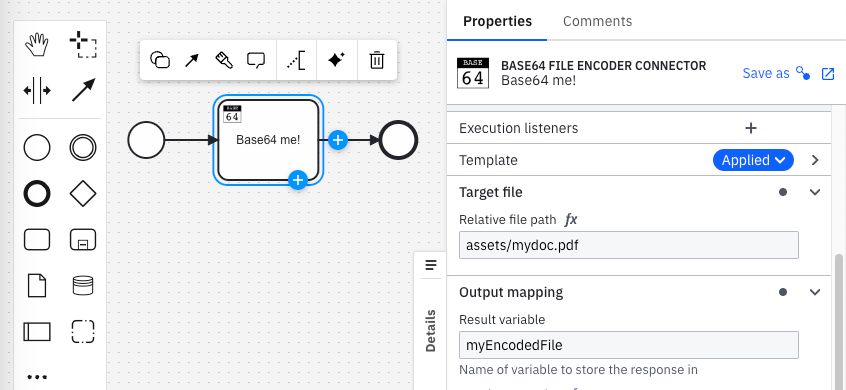 Properties
Comments
BASE
64
BASE64 FILE ENCODER CONNECTOR
Base64 me!
Save as
BASE
64
Base64 me!
Execution listeners
Template
Applied
Target file
Relative file path fx
assets/mydoc.pdf
Output mapping
Result variable
myEncodedFile
Name of variable to store the response in
Details